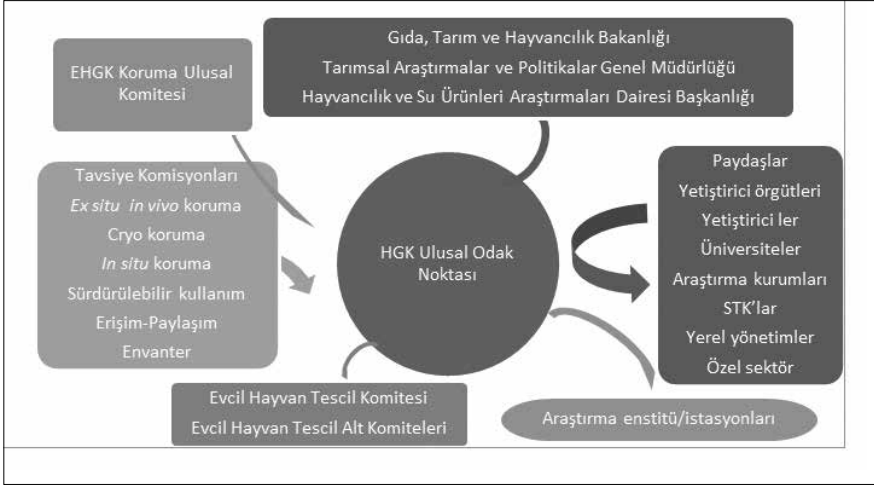 EHGK Koruma Ulusal
Komitesi
Gıda, Tarım ve Hayvancılık Bakanlığı
Tarımsal Araştırmalar ve Politikalar Genel Müdürlüğü
Hayvancılık ve Su Ürünleri Araştırmaları Dairesi Başkanlığı
Tavsiye Komisyonları
Ex situ in vivo koruma
Cryo koruma
In situ koruma
Sürdürülebilir kullanım
Erişim-Paylaşım
Envanter
HGK Ulusal Odak
Noktası
Paydaşlar
Yetiştirici örgütleri
Yetiştirici ler
Üniversiteler
Araştırma kurumları
STK'lar
Yerel yönetimler
Özel sektör
Evcil Hayvan Tescil Komitesi
Evcil Hayvan Tescil Alt Komiteleri
Araştırma enstitü/istasyonları